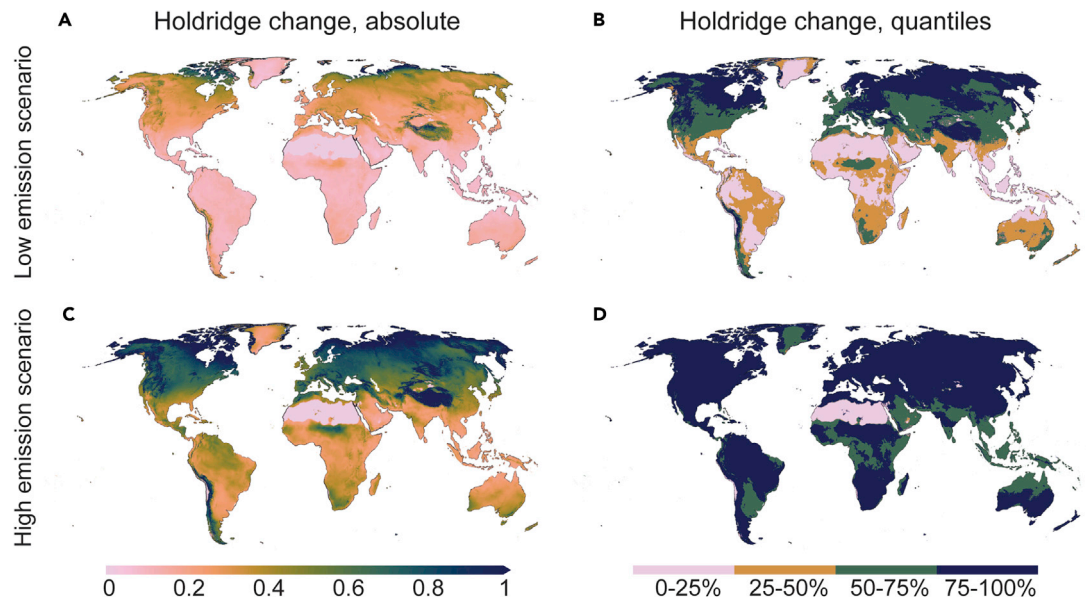 A
Holdridge change, absolute
B
Holdridge change, quantiles
Low emission scenario
C
D
High emission scenario
0 0.2 0.4 0.6 0.8 1
0-25% 25-50% 50-75% 75-100%